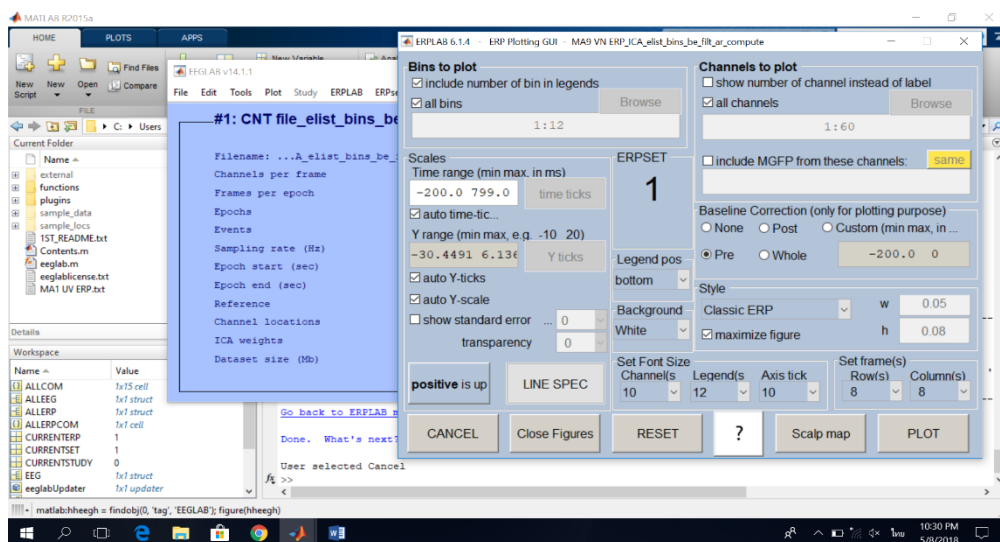 MATLAB R2015a
HOME PLOTS APPS
New Script
New
Open
Find Files
Compare
New Variable
FILE
C: Users
Current Folder
Name
external
functions
plugins
sample_data
sample_locs
1ST_README.txt
Contents.m
eeglab.m
eeglablicense.txt
MA1 UV ERP.txt
Details
Workspace
Name Value
ALLCOM 1x15 cell
ALLEEG 1x1 struct
ALLERP 1x1 struct
ALLERPCOM 1x1 cell
CURRENTERP 1
CURRENTSET 1
CURRENTSTUDY 0
EEG 1x1 struct
eeglabUpdater 1x1 updater
EEGLAB v14.1.1
File Edit Tools Plot Study ERPLAB ERPse
#1: CNT file_elist_bins_be
Filename: ...A_elist_bins_be_
Channels per frame
Frames per epoch
Epochs
Events
Sampling rate (Hz)
Epoch start (sec)
Epoch end (sec)
Reference
Channel locations
ICA weights
Dataset size (Mb)
Go back to ERPLAB m
Done. What's next?
User selected Cancel
fx >>
ERPLAB 6.1.4 - ERP Plotting GUI - MA9 VN ERP_ICA_elist_bins_be_filt_ar_compute
Bins to plot
include number of bin in legends
all bins Browse
1:12
Channels to plot
show number of channel instead of label
all channels Browse
1:60
include MGFP from these channels: same
Scales
Time range (min max, in ms)
-200.0 799.0 time ticks
auto time-tic...
Y range (min max, e.g. -10 20)
-30.4491 6.136 Y ticks
auto Y-ticks
auto Y-scale
show standard error ... 0
transparency 0
ERPSET
1
Legend pos
bottom
Background
White
Baseline Correction (only for plotting purpose)
None Post Custom (min max, in ...
Pre Whole -200.0 0
Style
Classic ERP w 0.05
maximize figure h 0.08
positive is up LINE SPEC
Set Font Size
Channel(s Legend(s Axis tick
10 12 10
Set frame(s)
Row(s) Column(s)
8 8
CANCEL Close Figures RESET ? Scalp map PLOT
matlab:hheegh = findobj(0, 'tag', 'EEGLAB'); figure(hheegh)
ไทย
10:30 PM
5/8/2018